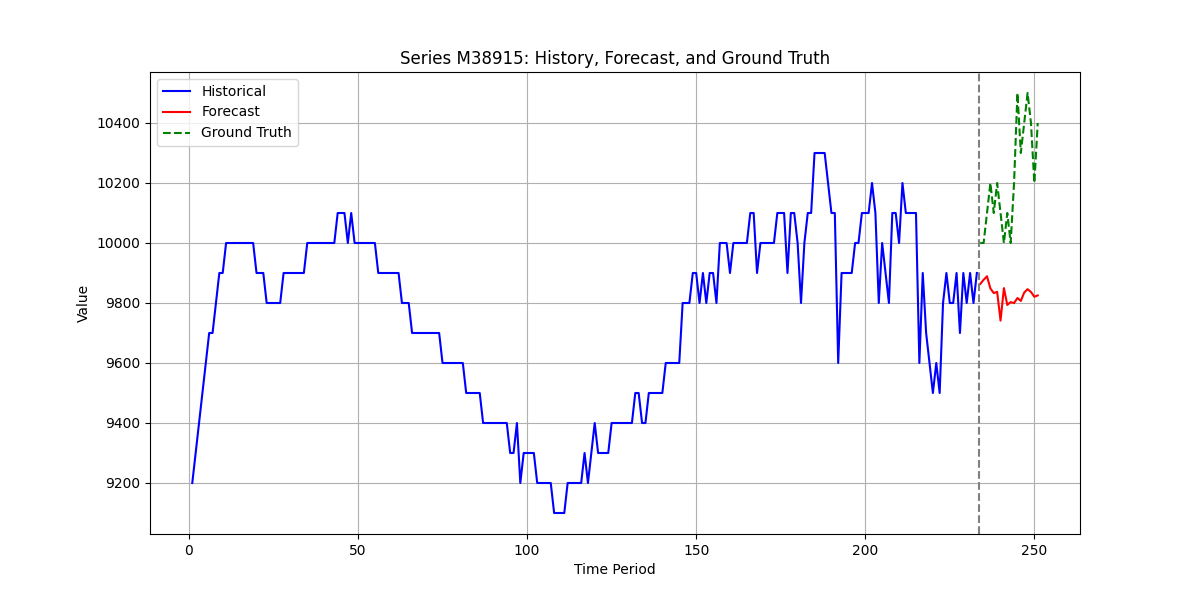 Series M38915: History, Forecast, and Ground Truth
Historical
Forecast
Ground Truth
10400
10200
10000
9800
9600
9400
9200
Value
0 50 100 150 200 250
Time Period